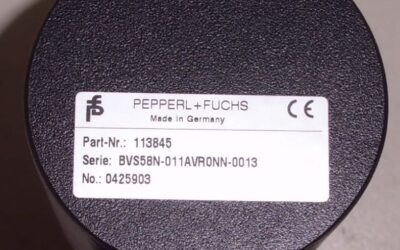 PEPPERL+FUCHS
Made in Germany
CE
Part-Nr.: 113845
Serie: BVS58N-011AVR0NN-0013
No.: 0425903